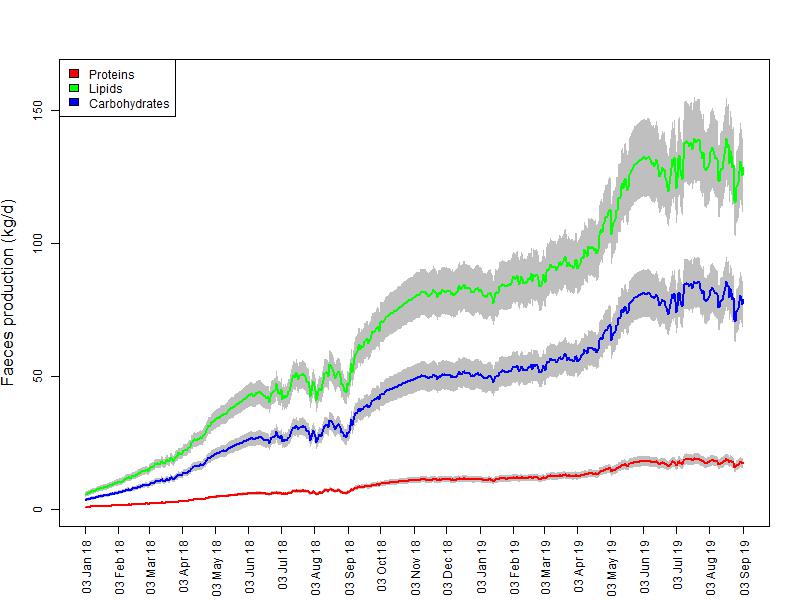 Proteins
Lipids
Carbohydrates
Faeces production (kg/d)
150
100
50
0
03 Jan 18
03 Feb 18
03 Mar 18
03 Apr 18
03 May 18
03 Jun 18
03 Jul 18
03 Aug 18
03 Sep 18
03 Oct 18
03 Nov 18
03 Dec 18
03 Jan 19
03 Feb 19
03 Mar 19
03 Apr 19
03 May 19
03 Jun 19
03 Jul 19
03 Aug 19
03 Sep 19